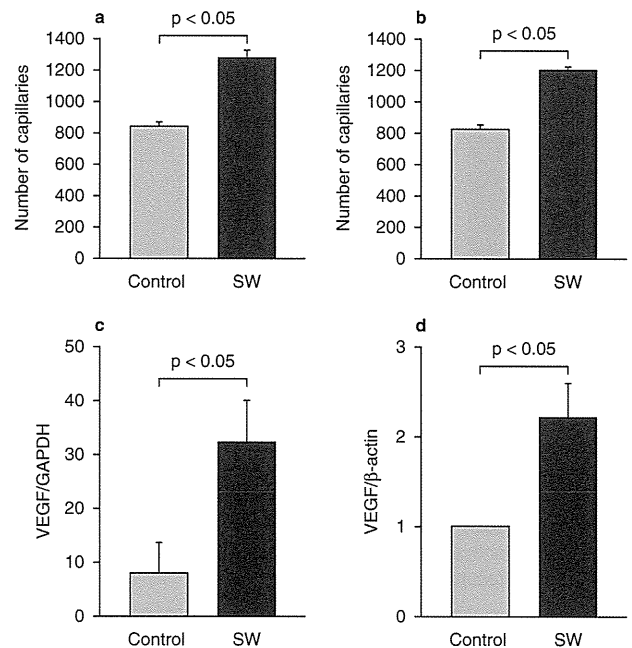 a
p < 0.05
Number of capillaries
1400
1200
1000
800
600
400
200
0
Control
SW
b
p < 0.05
Number of capillaries
1400
1200
1000
800
600
400
200
0
Control
SW
c
p < 0.05
VEGF/GAPDH
50
40
30
20
10
0
Control
SW
d
p < 0.05
VEGF/β-actin
3
2
1
0
Control
SW